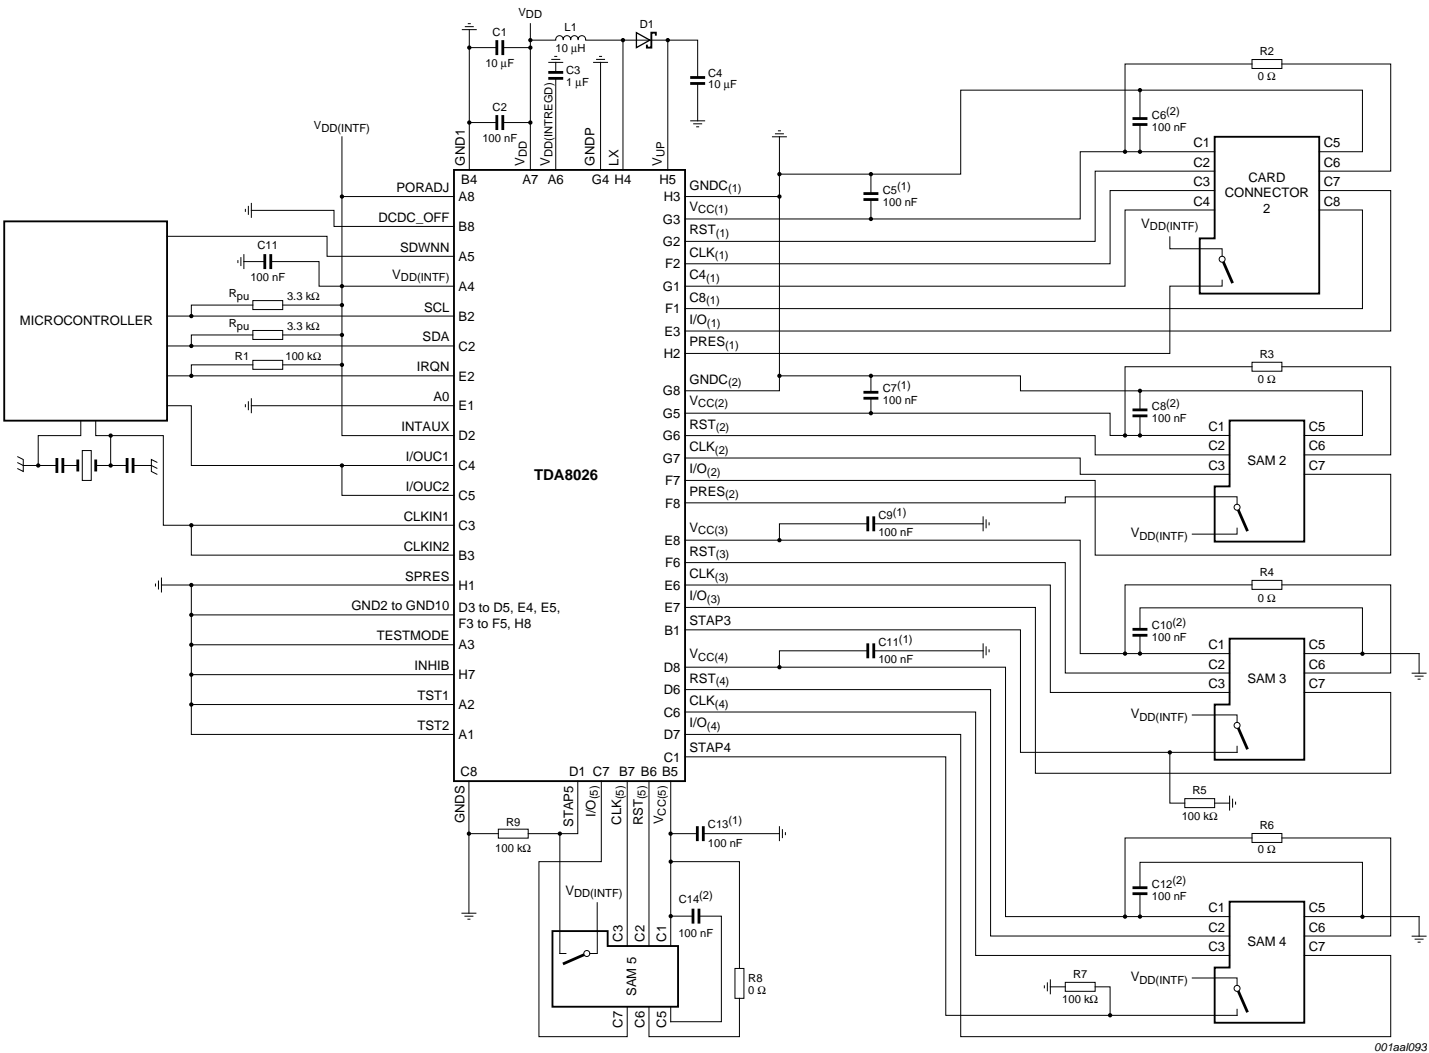 VDD
C1
10 µF
L1
10 µH
D1
C3
1 µF
C4
10 µF
C2
100 nF
VDD(INTF)
GND1
VDD
VDD(INTREGD)
GNDP
LX
VUP
B4
A7
A6
G4
H4
H5
MICROCONTROLLER
PORADJ
A8
DCDC_OFF
B8
SDWNN
A5
C11
100 nF
VDD(INTF)
A4
Rpu
3.3 kΩ
SCL
B2
Rpu
3.3 kΩ
SDA
C2
R1
100 kΩ
IRQN
E2
A0
E1
INTAUX
D2
I/OUC1
C4
I/OUC2
C5
CLKIN1
C3
CLKIN2
B3
SPRES
H1
GND2 to GND10
D3 to D5, E4, E5,
F3 to F5, H8
TESTMODE
A3
INHIB
H7
TST1
A2
TST2
A1
TDA8026
H3
GNDC(1)
G3
VCC(1)
G2
RST(1)
F2
CLK(1)
G1
C4(1)
F1
C8(1)
E3
I/O(1)
H2
PRES(1)
G8
GNDC(2)
G5
VCC(2)
G6
RST(2)
G7
CLK(2)
F7
I/O(2)
F8
PRES(2)
E8
VCC(3)
F6
RST(3)
E6
CLK(3)
E7
I/O(3)
B1
STAP3
D8
VCC(4)
D6
RST(4)
C6
CLK(4)
D7
I/O(4)
C1
STAP4
C5(1)
100 nF
R2
0 Ω
C6(2)
100 nF
C1
C2
C3
C4
C5
C6
C7
C8
CARD
CONNECTOR
2
VDD(INTF)
C7(1)
100 nF
R3
0 Ω
C8(2)
100 nF
C1
C2
C3
C5
C6
C7
SAM 2
VDD(INTF)
C9(1)
100 nF
R4
0 Ω
C10(2)
100 nF
C1
C2
C3
C5
C6
C7
SAM 3
VDD(INTF)
R5
100 kΩ
C11(1)
100 nF
R6
0 Ω
C12(2)
100 nF
C1
C2
C3
C5
C6
C7
SAM 4
VDD(INTF)
R7
100 kΩ
C8
D1
C7
B7
B6
B5
GNDS
STAP5
I/O(5)
CLK(5)
RST(5)
VCC(5)
R9
100 kΩ
C13(1)
100 nF
VDD(INTF)
C14(2)
100 nF
C3
C2
C1
SAM 5
C7
C6
C5
R8
0 Ω
001aal093